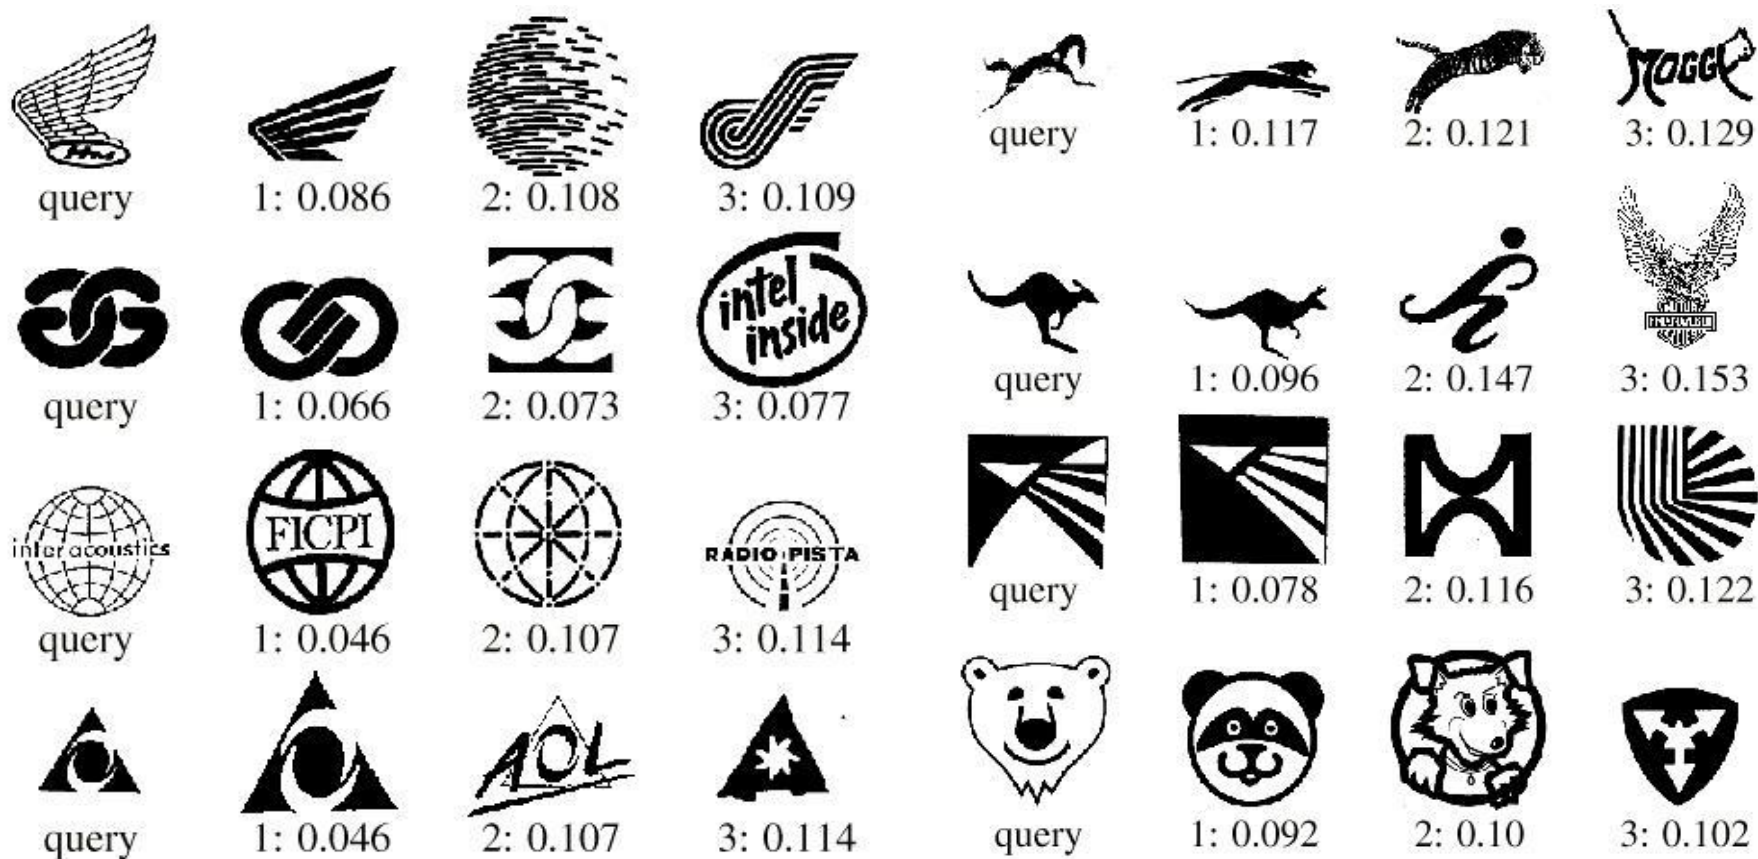 MOGGY
query 1: 0.117 2: 0.121 3: 0.129
query 1: 0.086 2: 0.108 3: 0.109
intel
inside
query 1: 0.096 2: 0.147 3: 0.153
query 1: 0.066 2: 0.073 3: 0.077
FICPI
interacoustics
RADIO PISTA
query 1: 0.078 2: 0.116 3: 0.122
query 1: 0.046 2: 0.107 3: 0.114
AOL
query 1: 0.046 2: 0.107 3: 0.114
query 1: 0.092 2: 0.10 3: 0.102